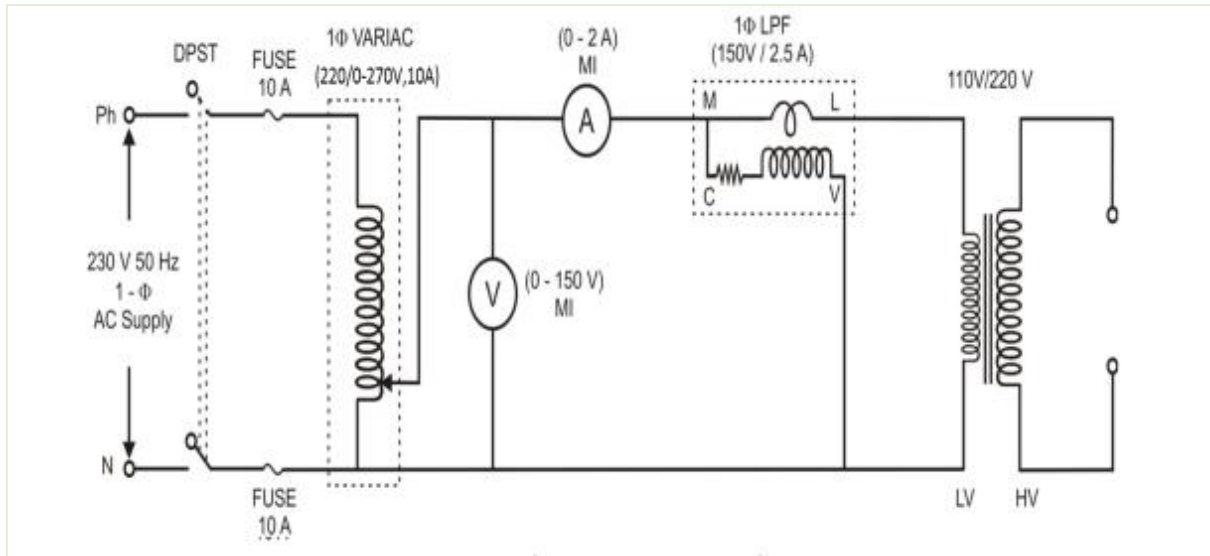 DPST
FUSE
10 A
1Φ VARIAC
(220/0-270V,10A)
(0 - 2 A)
MI
A
1Φ LPF
(150V / 2.5 A)
M
L
C
V
110V/220 V
Ph
230 V 50 Hz
1 - Φ
AC Supply
N
V
(0 - 150 V)
MI
FUSE
10 A
LV
HV